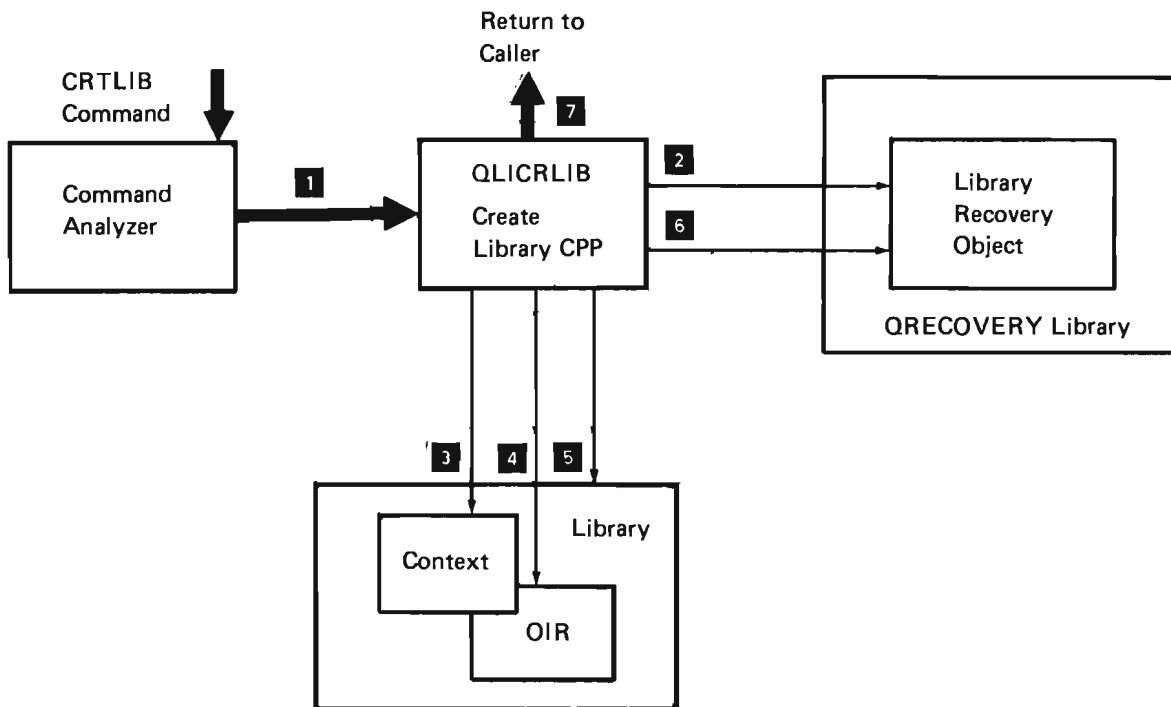 Return to
Caller
CRTLIB
Command
7
Command
Analyzer
1
QLICRLIB
Create
Library CPP
2
6
Library
Recovery
Object
QRECOVERY Library
3
4
5
Library
Context
OIR